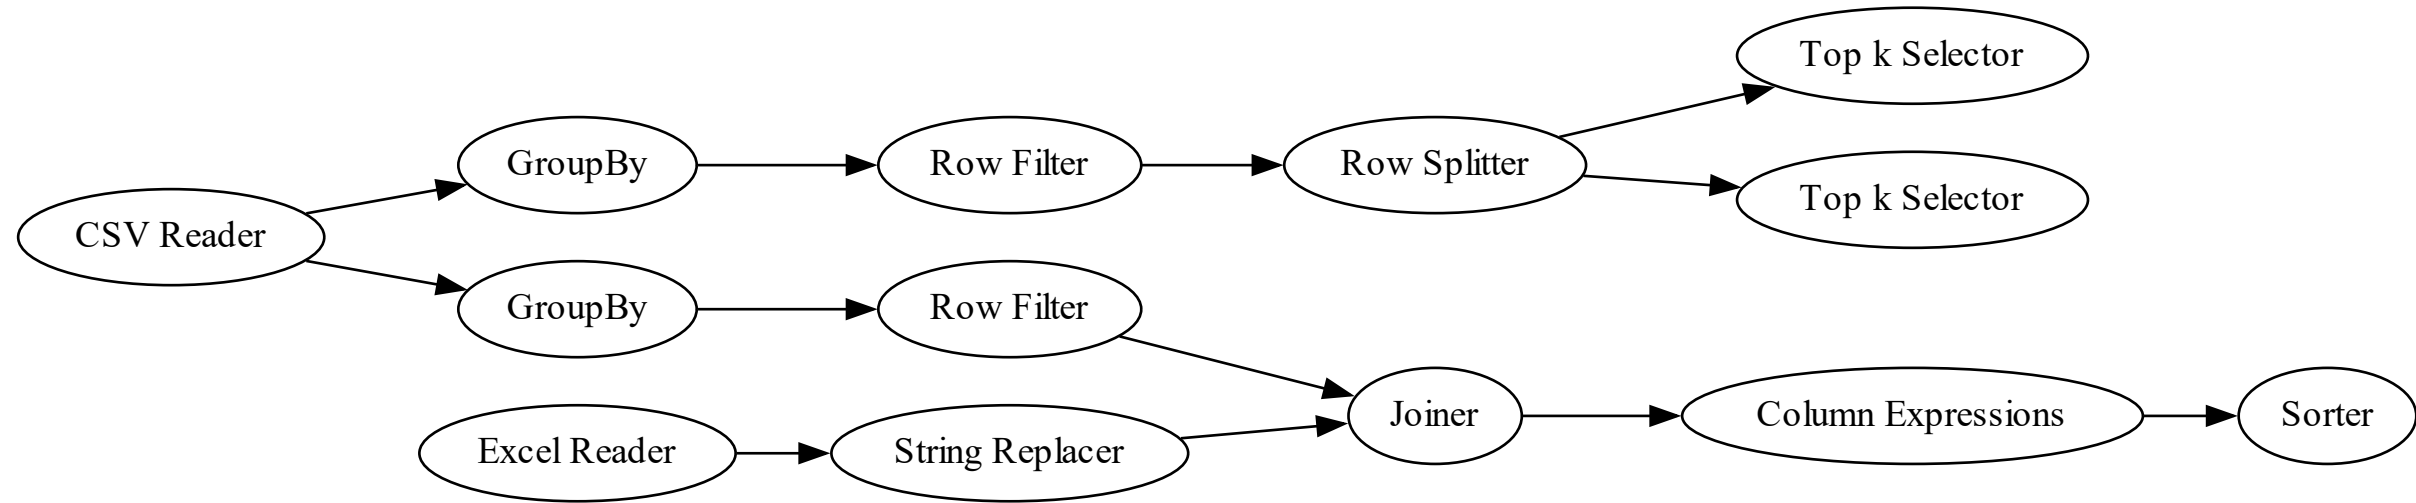 Top k Selector
GroupBy
Row Filter
Row Splitter
Top k Selector
CSV Reader
GroupBy
Row Filter
Joiner
Column Expressions
Sorter
Excel Reader
String Replacer